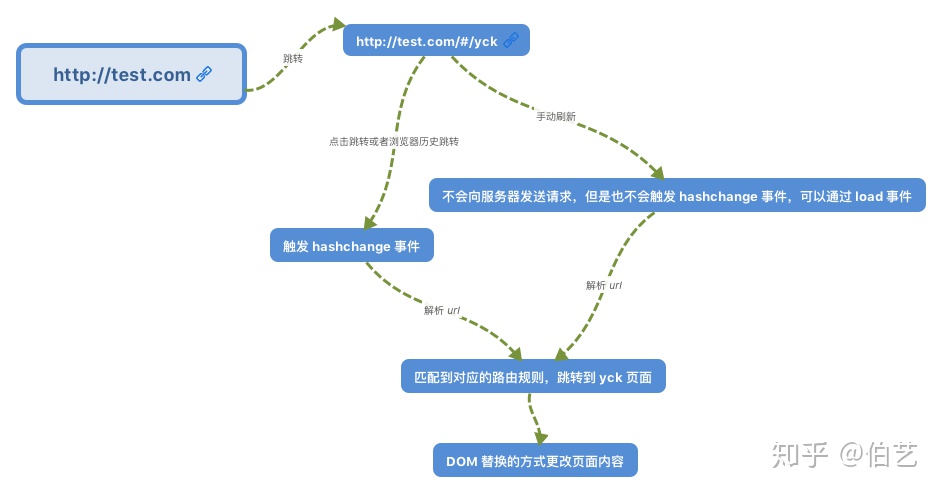 http://test.com
跳转
http://test.com/#/yck
点击跳转或者浏览器历史跳转
手动刷新
不会向服务器发送请求，但是也不会触发 hashchange 事件，可以通过 load 事件
触发 hashchange 事件
解析 url
解析 url
匹配到对应的路由规则，跳转到 yck 页面
DOM 替换的方式更改页面内容
知乎 @伯艺